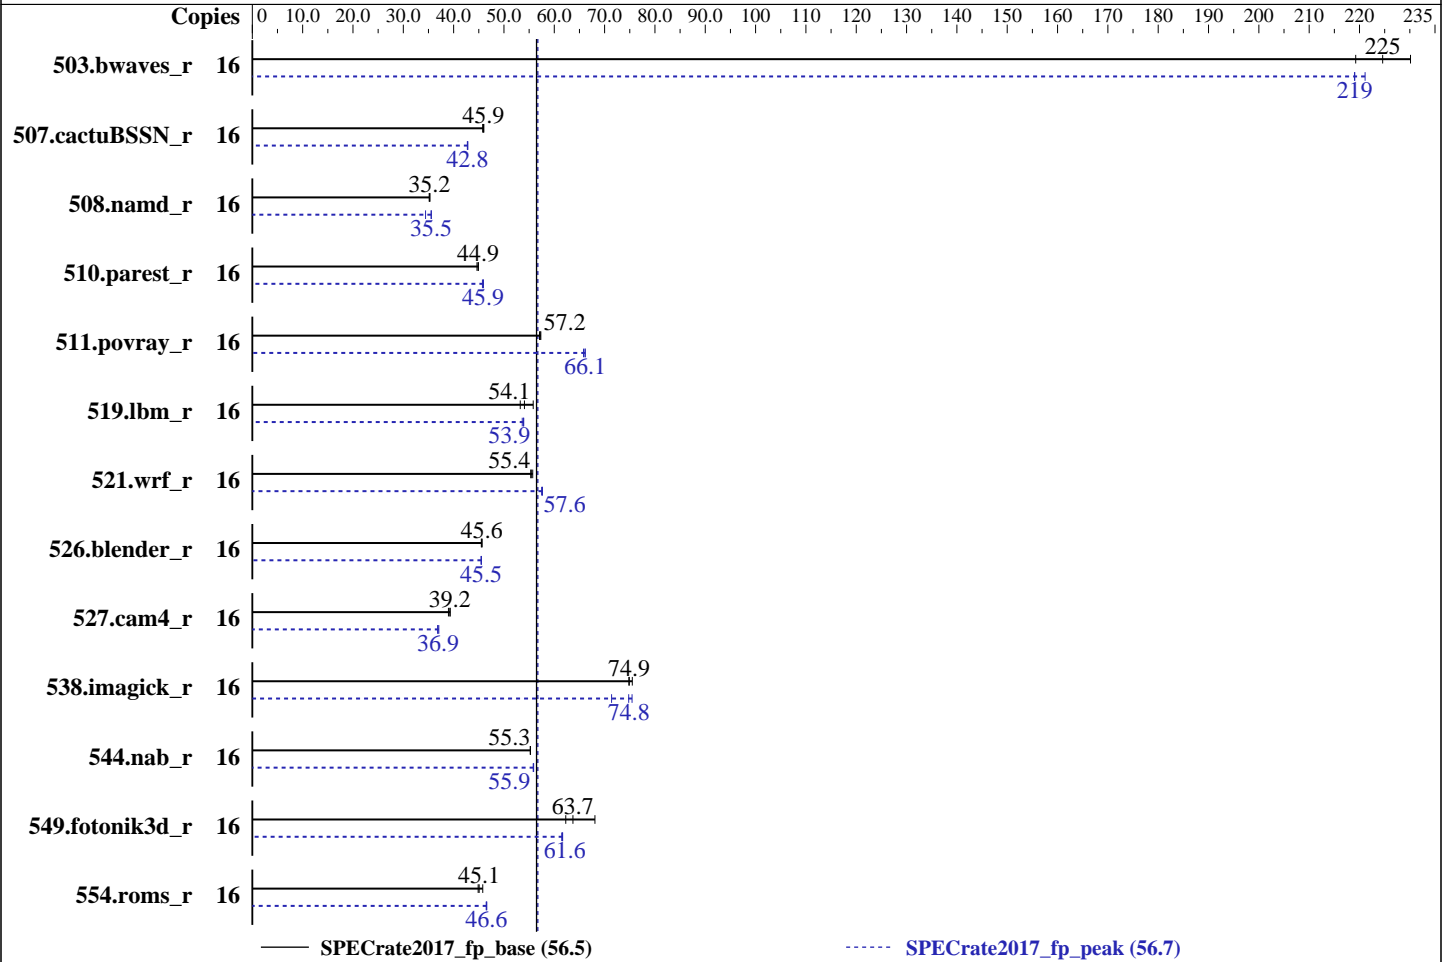 Copies 0 10.0 20.0 30.0 40.0 50.0 60.0 70.0 80.0 90.0 100 110 120 130 140 150 160 170 180 190 200 210 220 235
503.bwaves_r 16 225
219
507.cactuBSSN_r 16 45.9
42.8
508.namd_r 16 35.2
35.5
510.parest_r 16 44.9
45.9
511.povray_r 16 57.2
66.1
519.lbm_r 16 54.1
53.9
521.wrf_r 16 55.4
57.6
526.blender_r 16 45.6
45.5
527.cam4_r 16 39.2
36.9
538.imagick_r 16 74.9
74.8
544.nab_r 16 55.3
55.9
549.fotonik3d_r 16 63.7
61.6
554.roms_r 16 45.1
46.6
SPECrate2017_fp_base (56.5) SPECrate2017_fp_peak (56.7)